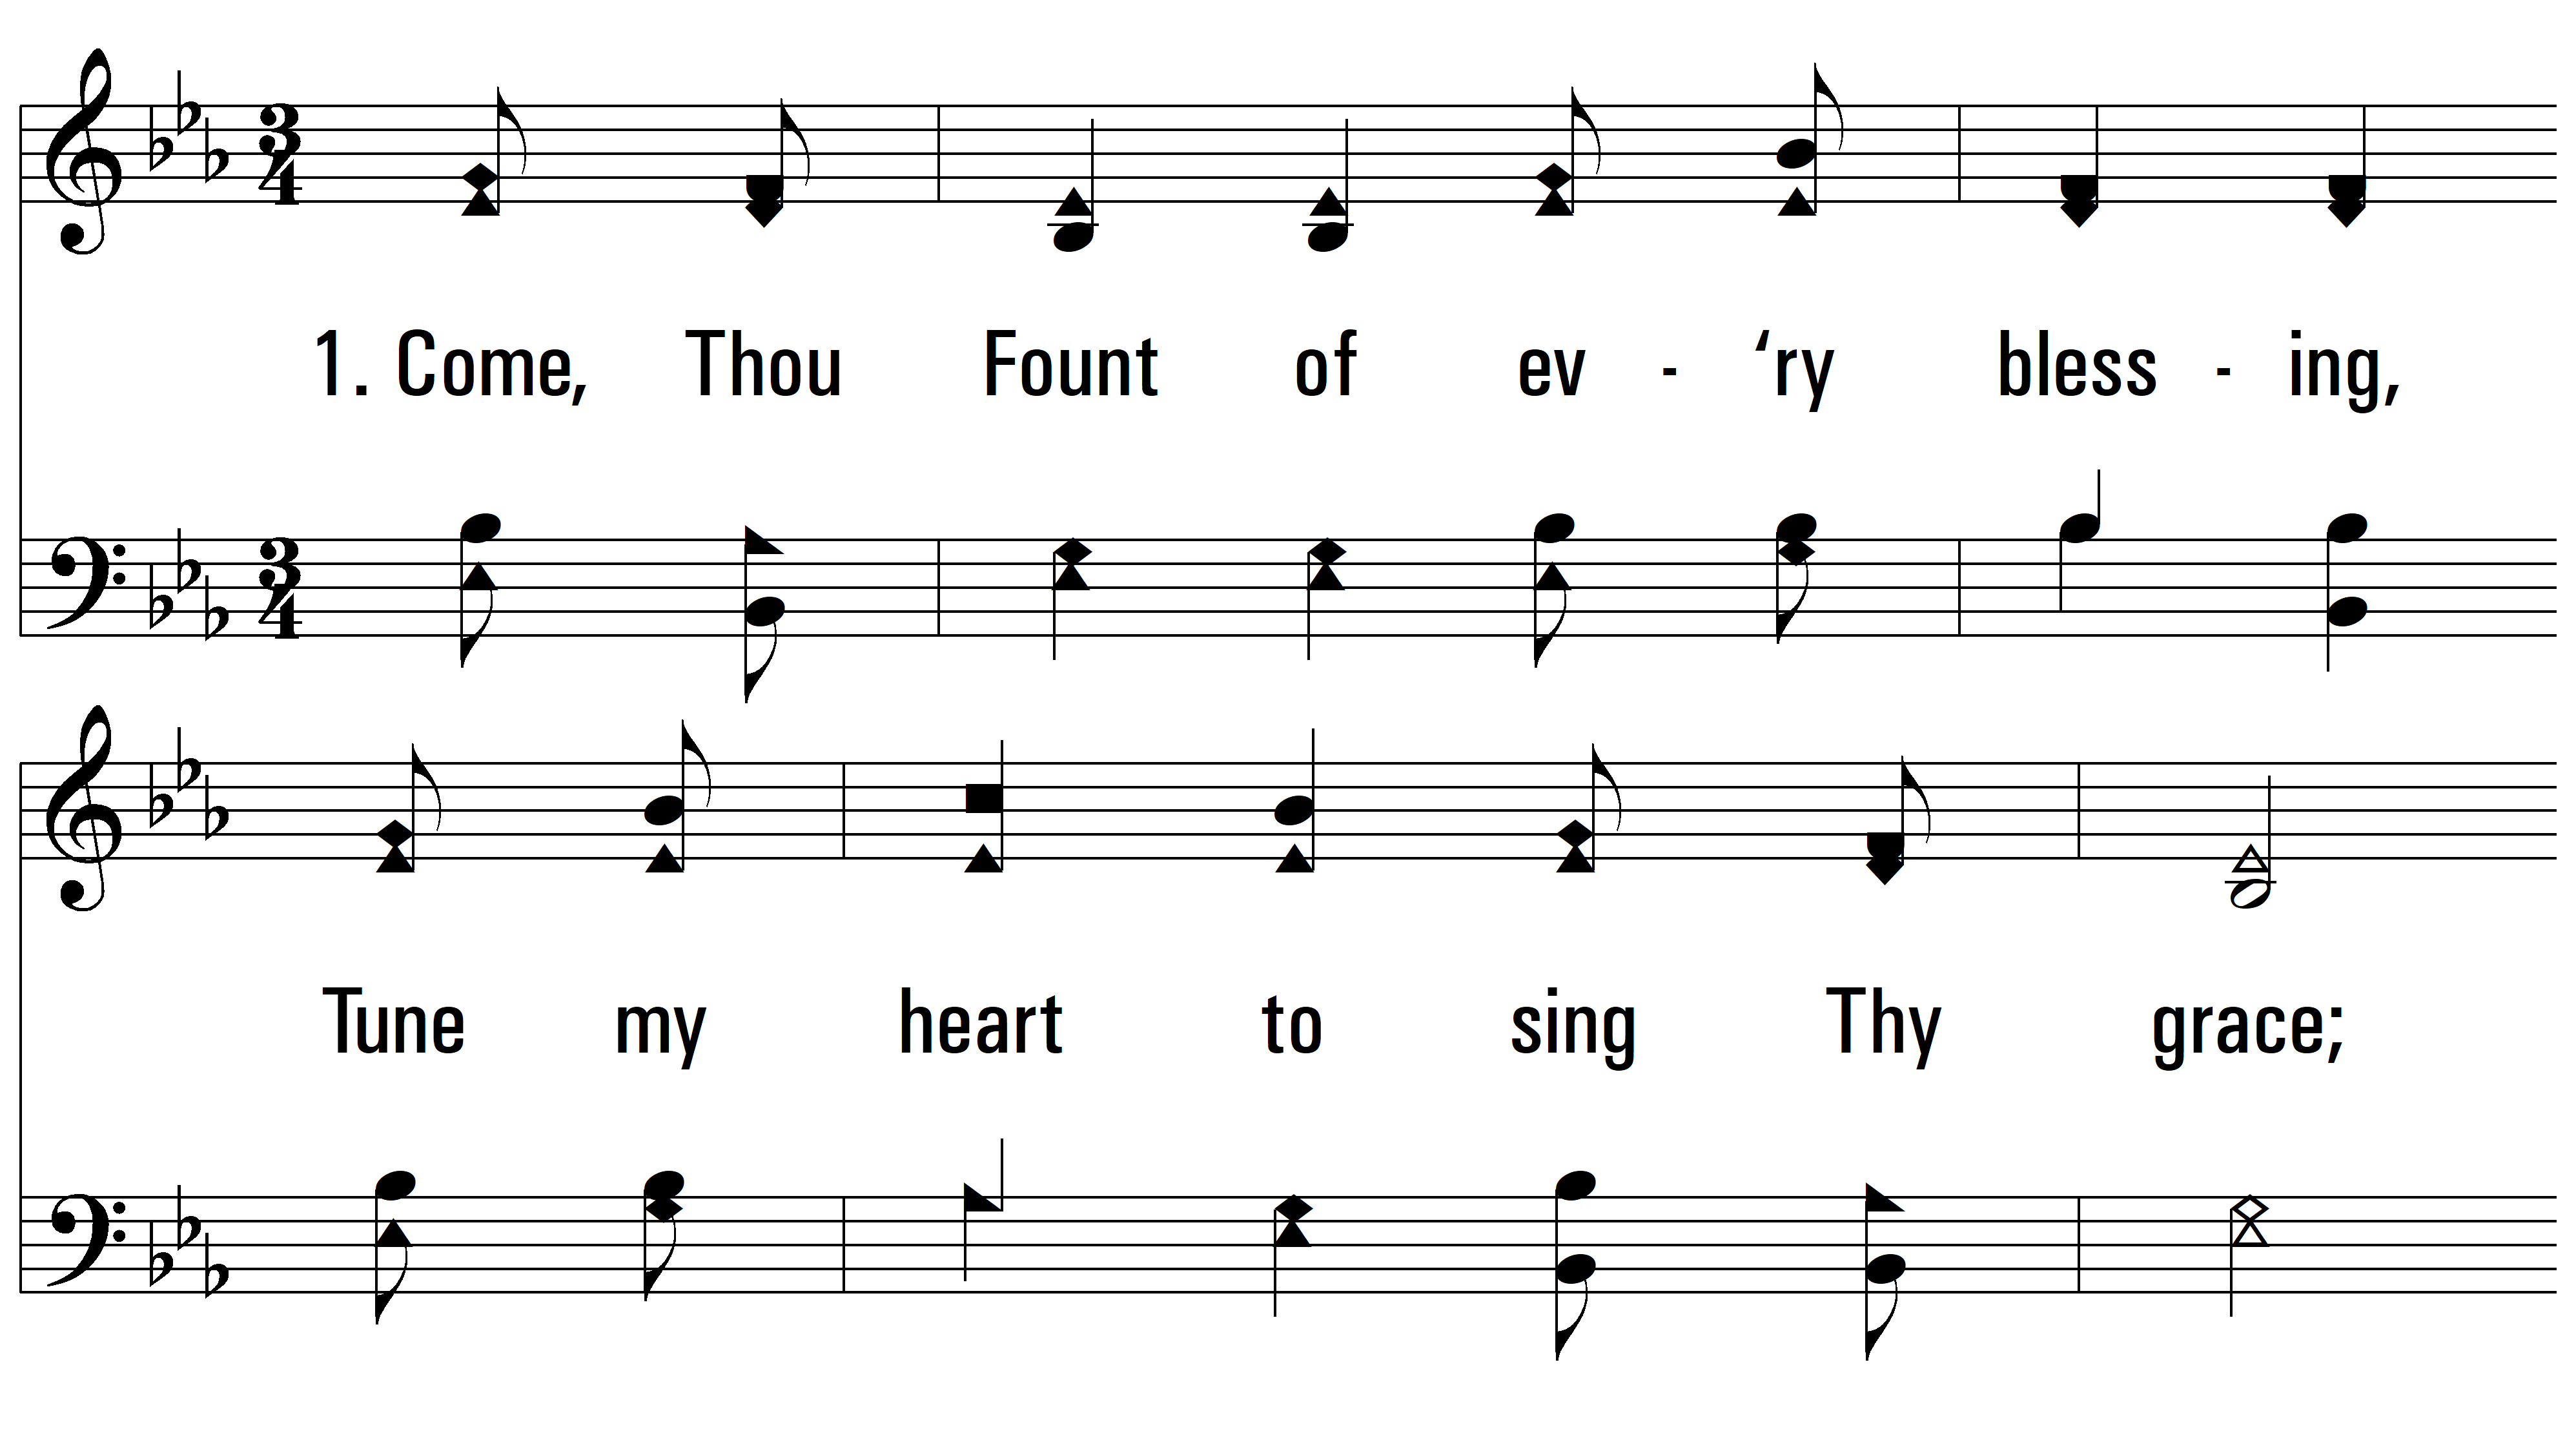 1. Come, Thou Fount of ev - ‘ry bless - ing,
Tune my heart to sing Thy grace;